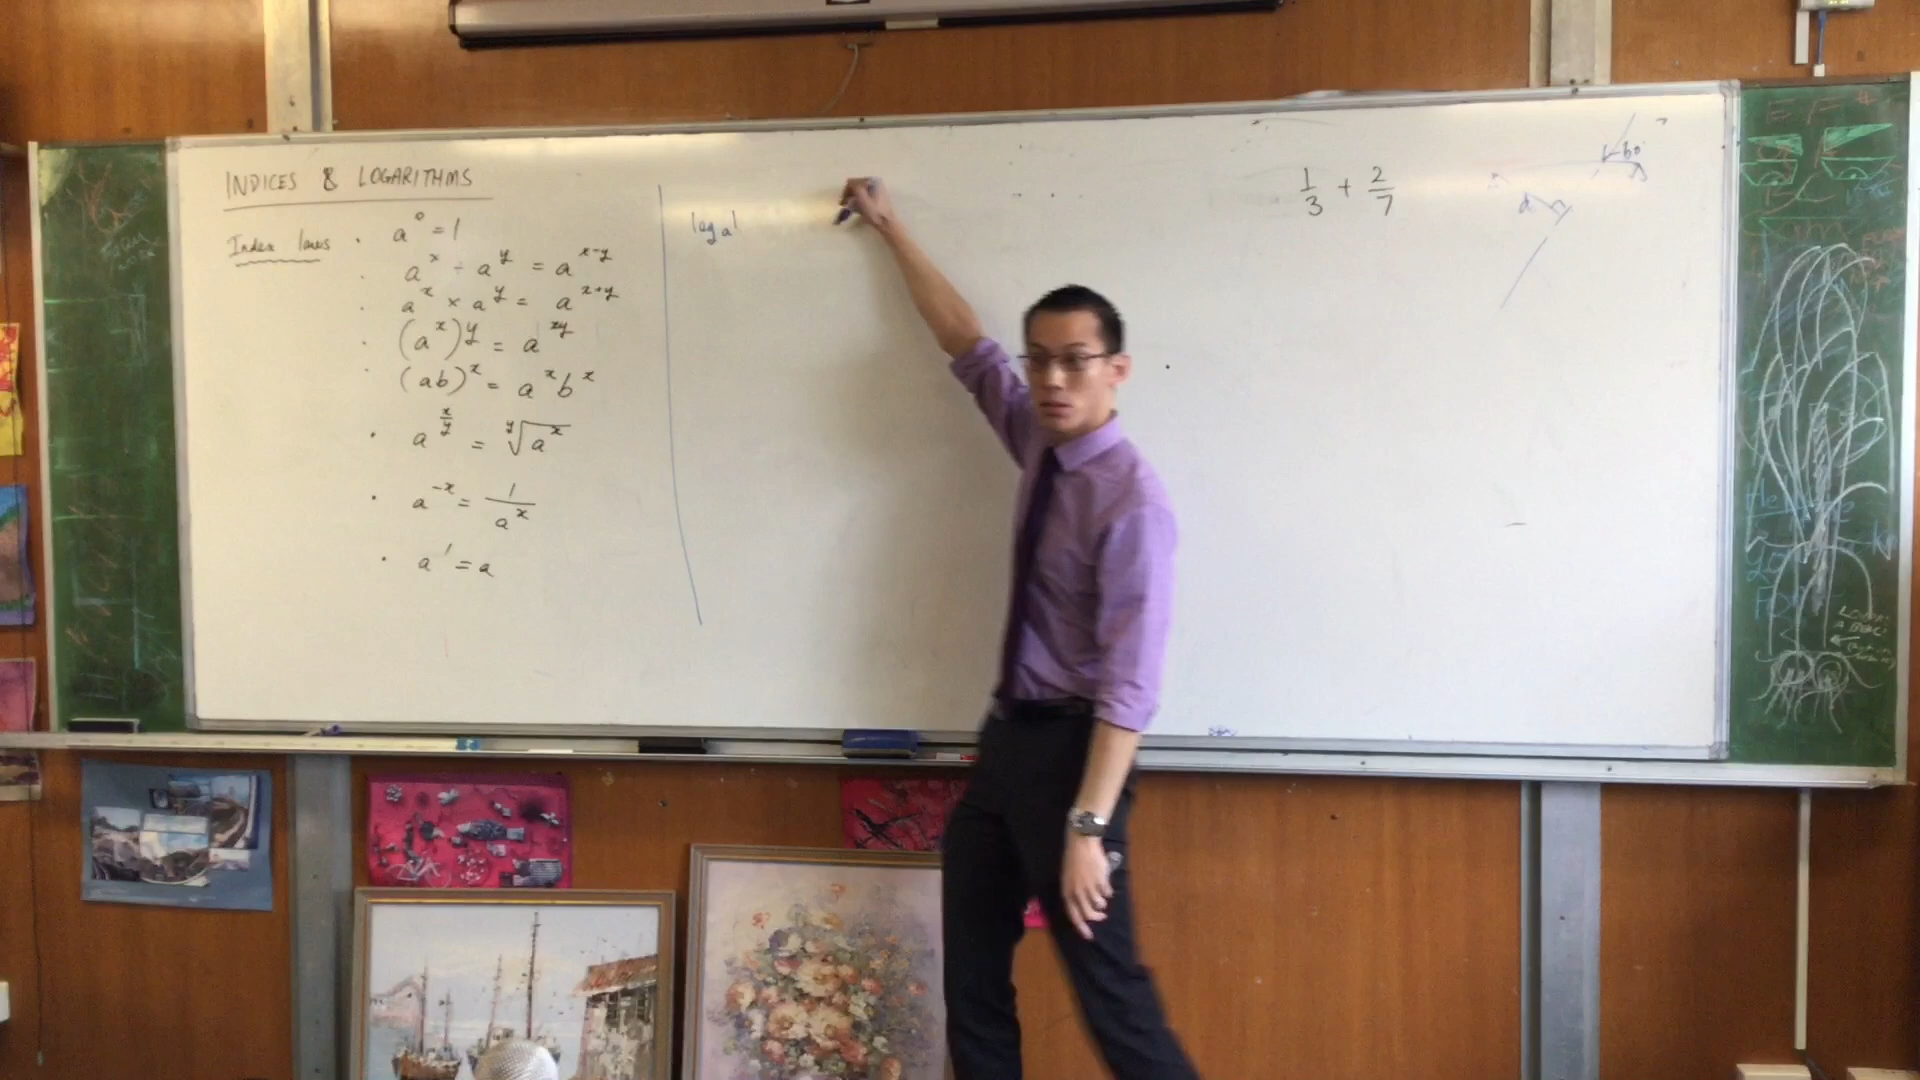 INDICES & LOGARITHMS
Index laws · a⁰ = 1
· aˣ ÷ aʸ = aˣ⁻ʸ
· aˣ × aʸ = aˣ⁺ʸ
· (aˣ)ʸ = aˣʸ
· (ab)ˣ = aˣbˣ
· a^(x/y) = ʸ√(aˣ)
· a⁻ˣ = 1/aˣ
· a¹ = a
logₐ1
1/3 + 2/7
E F